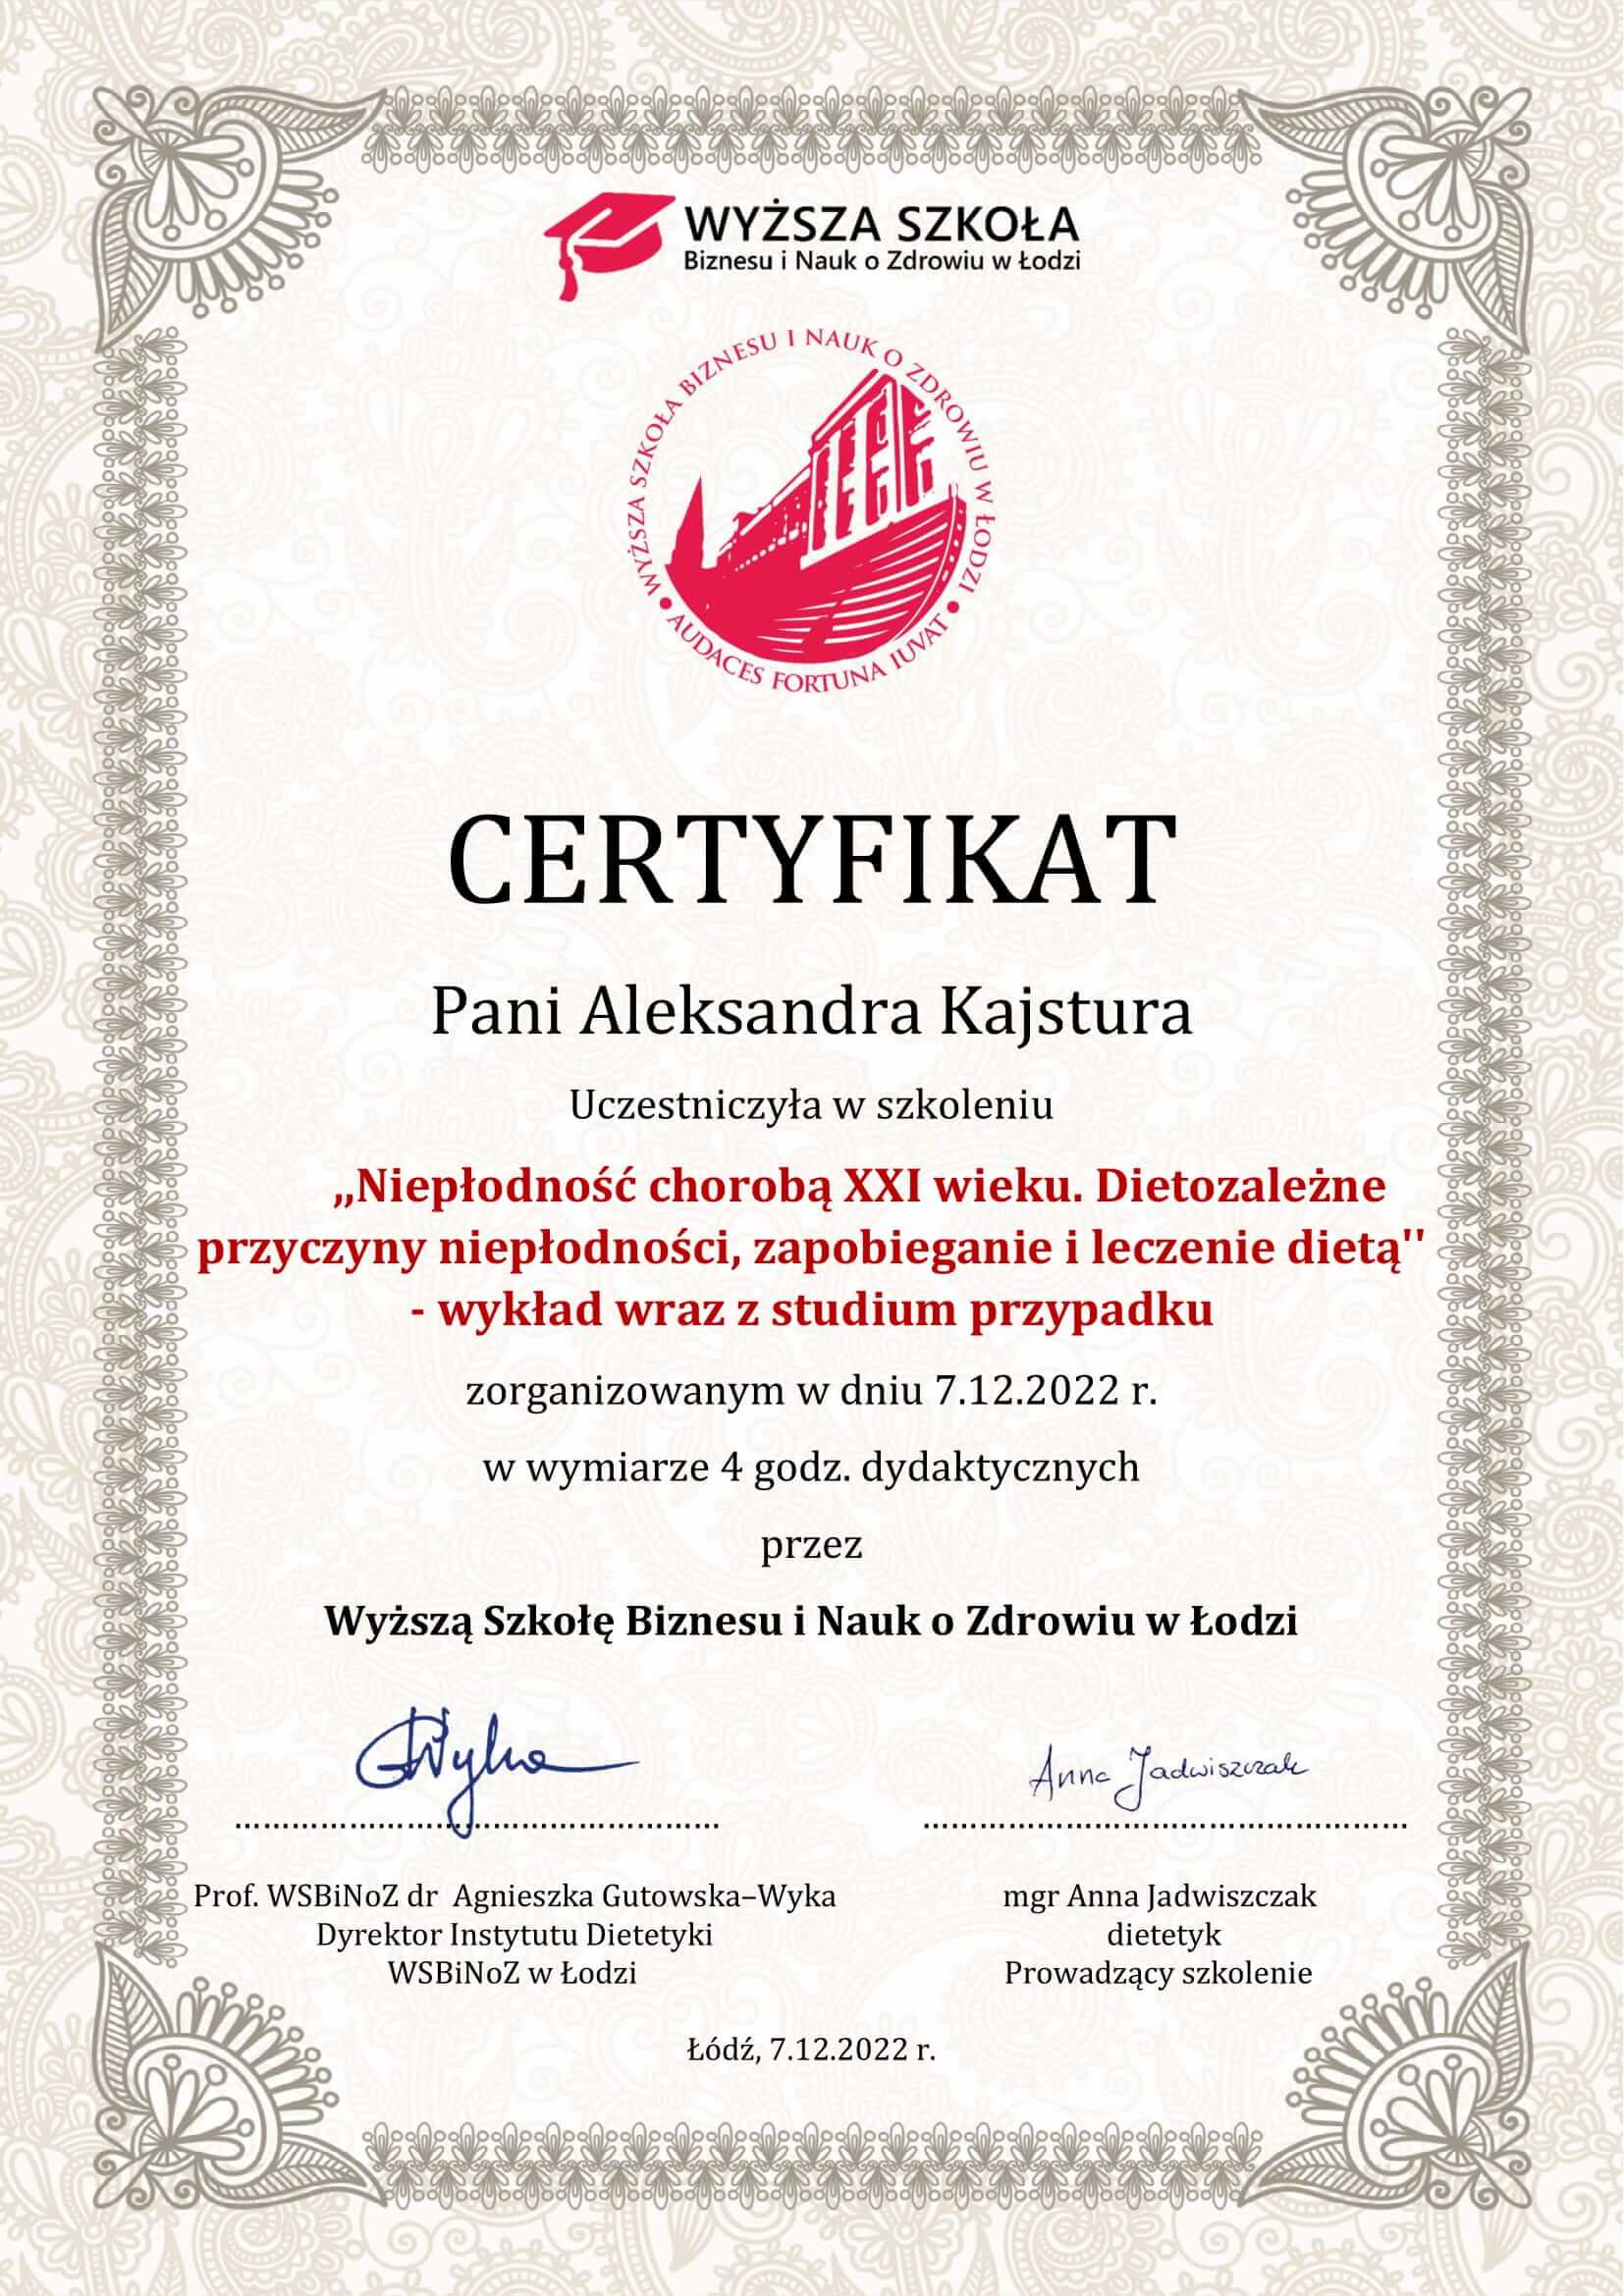 WYŻSZA SZKOŁA
Biznesu i Nauk o Zdrowiu w Łodzi
WYŻSZA SZKOŁA BIZNESU I NAUK O ZDROWIU W ŁODZI
AUDACES FORTUNA IUVAT
CERTYFIKAT
Pani Aleksandra Kajstura
Uczestniczyła w szkoleniu
„Niepłodność chorobą XXI wieku. Dietozależne
przyczyny niepłodności, zapobieganie i leczenie dietą"
- wykład wraz z studium przypadku
zorganizowanym w dniu 7.12.2022 r.
w wymiarze 4 godz. dydaktycznych
przez
Wyższą Szkołę Biznesu i Nauk o Zdrowiu w Łodzi
GWyka
Anna Jadwiszczak
Prof. WSBiNoZ dr Agnieszka Gutowska–Wyka
Dyrektor Instytutu Dietetyki
WSBiNoZ w Łodzi
mgr Anna Jadwiszczak
dietetyk
Prowadzący szkolenie
Łódź, 7.12.2022 r.